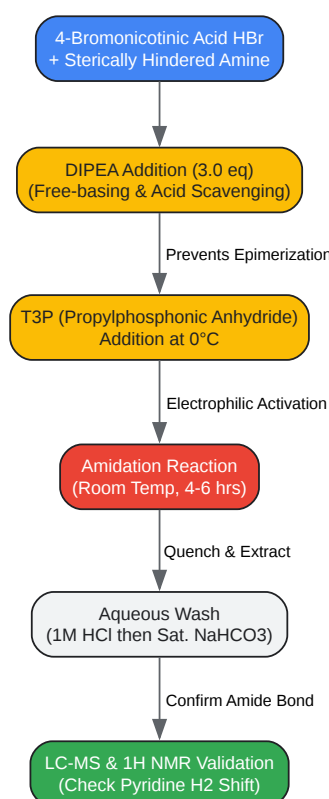 4-Bromonicotinic Acid HBr
+ Sterically Hindered Amine
DIPEA Addition (3.0 eq)
(Free-basing & Acid Scavenging)
Prevents Epimerization
T3P (Propylphosphonic Anhydride)
Addition at 0°C
Electrophilic Activation
Amidation Reaction
(Room Temp, 4-6 hrs)
Quench & Extract
Aqueous Wash
(1M HCl then Sat. NaHCO3)
Confirm Amide Bond
LC-MS & 1H NMR Validation
(Check Pyridine H2 Shift)